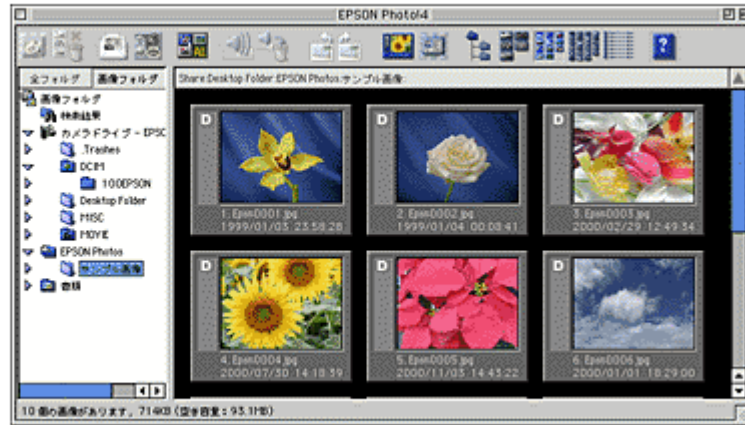 EPSON Photo!4
全フォルダ
画像フォルダ
Share:Desktop Folder:EPSON Photos:サンプル画像:
画像フォルダ
検索結果
カメラドライブ - EPSC
.Trashes
DCIM
100EPSON
Desktop Folder
MISC
MOVIE
EPSON Photos
サンプル画像
書類
D
1. Epsn0001.jpg
1999/01/03 23:58:28
D
2. Epsn0002.jpg
1999/01/04 00:08:41
D
3. Epsn0003.jpg
2000/02/29 12:49:34
D
4. Epsn0004.jpg
2000/07/30 14:18:39
D
5. Epsn0005.jpg
2000/11/03 14:43:22
D
6. Epsn0006.jpg
2000/01/01 18:29:00
10 個の画像があります, 714KB (空き容量: 93.1MB)